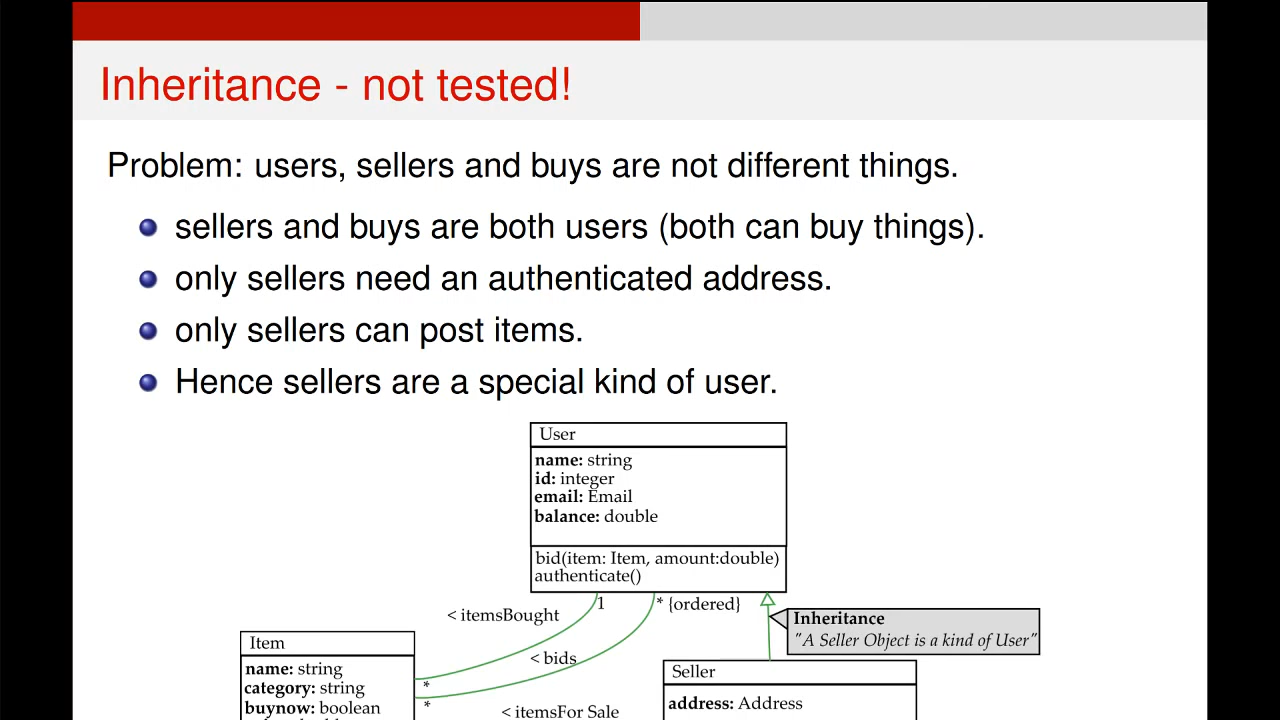 Inheritance - not tested!
Problem: users, sellers and buys are not different things.
sellers and buys are both users (both can buy things).
only sellers need an authenticated address.
only sellers can post items.
Hence sellers are a special kind of user.
User
name: string
id: integer
email: Email
balance: double
bid(item: Item, amount:double)
authenticate()
< itemsBought
1
* {ordered}
Inheritance
"A Seller Object is a kind of User"
Item
< bids
name: string
category: string
buynow: boolean
*
*
< itemsFor Sale
Seller
address: Address